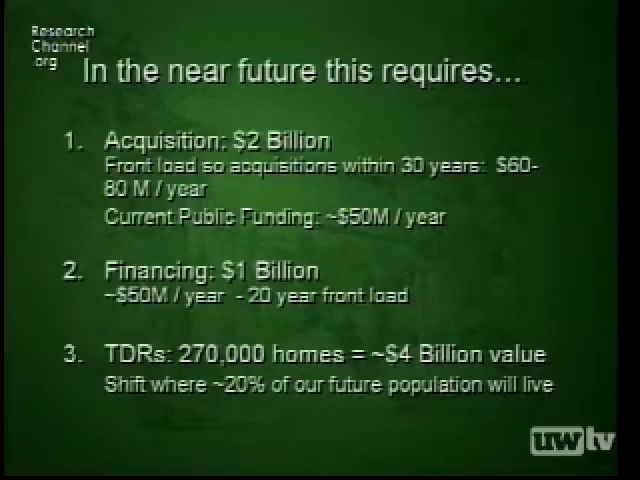 Research
Channel
.org
In the near future this requires...
1. Acquisition: $2 Billion
Front load so acquisitions within 30 years: $60-
80 M / year
Current Public Funding: ~$50M / year
2. Financing: $1 Billion
~$50M / year - 20 year front load
3. TDRs: 270,000 homes = ~$4 Billion value
Shift where ~20% of our future population will live
uwtv